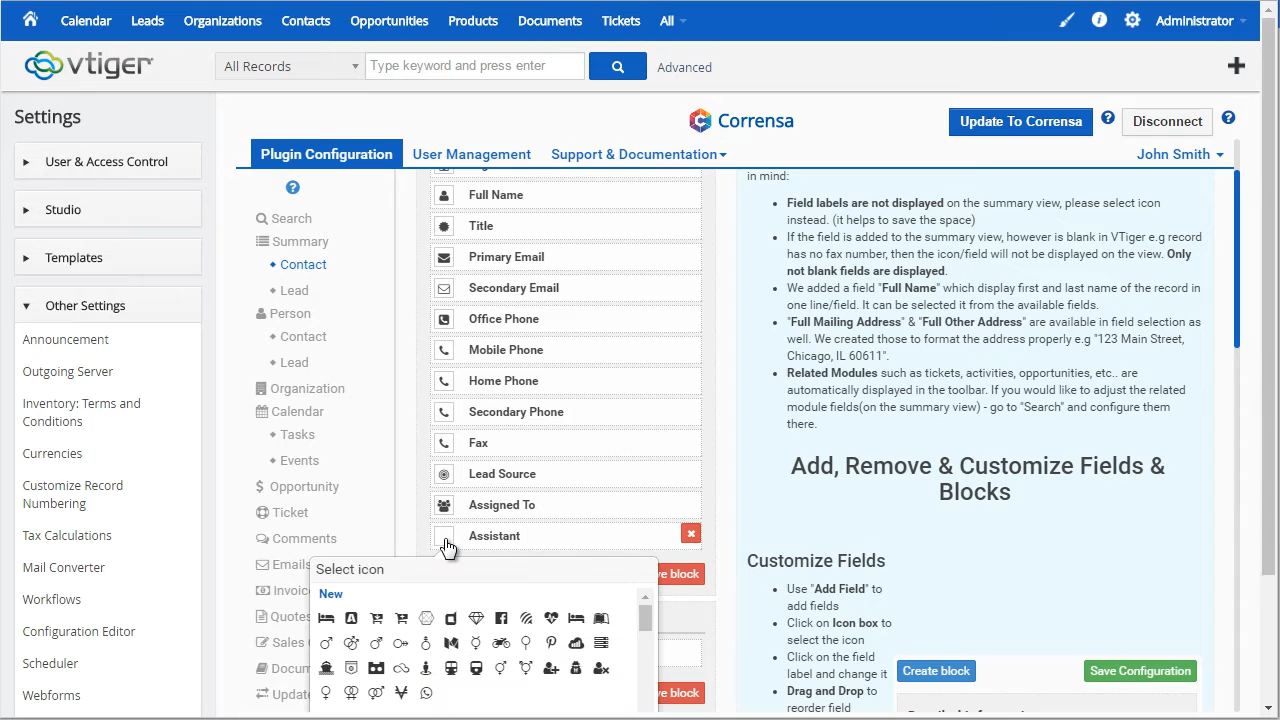 Calendar Leads Organizations Contacts Opportunities Products Documents Tickets All Administrator
vtiger All Records Type keyword and press enter Advanced
Settings
User & Access Control
Studio
Templates
Other Settings
Announcement
Outgoing Server
Inventory: Terms and
Conditions
Currencies
Customize Record
Numbering
Tax Calculations
Mail Converter
Workflows
Configuration Editor
Scheduler
Webforms
Corrensa
Update To Corrensa Disconnect
Plugin Configuration User Management Support & Documentation John Smith
Search
Summary
Contact
Lead
Person
Contact
Lead
Organization
Calendar
Tasks
Events
Opportunity
Ticket
Comments
Emails
Invoic
Quotes
Sales
Docum
Update
Full Name
Title
Primary Email
Secondary Email
Office Phone
Mobile Phone
Home Phone
Secondary Phone
Fax
Lead Source
Assigned To
Assistant
block
block
Select icon
New
in mind:
Field labels are not displayed on the summary view, please select icon
instead. (it helps to save the space)
If the field is added to the summary view, however is blank in VTiger e.g record
has no fax number, then the icon/field will not be displayed on the view. Only
not blank fields are displayed.
We added a field "Full Name" which display first and last name of the record in
one line/field. It can be selected it from the available fields.
"Full Mailing Address" & "Full Other Address" are available in field selection as
well. We created those to format the address properly e.g "123 Main Street,
Chicago, IL 60611".
Related Modules such as tickets, activities, opportunities, etc.. are
automatically displayed in the toolbar. If you would like to adjust the related
module fields(on the summary view) - go to "Search" and configure them
there.
Add, Remove & Customize Fields &
Blocks
Customize Fields
Use "Add Field" to
add fields
Click on Icon box to
select the icon
Click on the field
label and change it
Drag and Drop to
reorder field
Create block Save Configuration